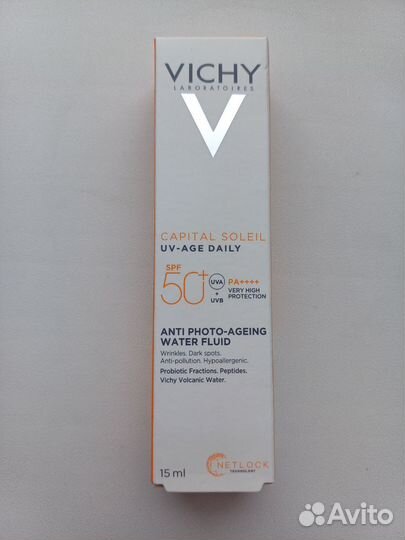 VICHY
LABORATOIRES
V
CAPITAL SOLEIL
UV-AGE DAILY
SPF
50+
UVA
+
UVB
PA++++
VERY HIGH
PROTECTION
ANTI PHOTO-AGEING
WATER FLUID
Wrinkles. Dark spots.
Anti-pollution. Hypoallergenic.
Probiotic Fractions. Peptides.
Vichy Volcanic Water.
NETLOCK
TECHNOLOGY
15 ml
Avito